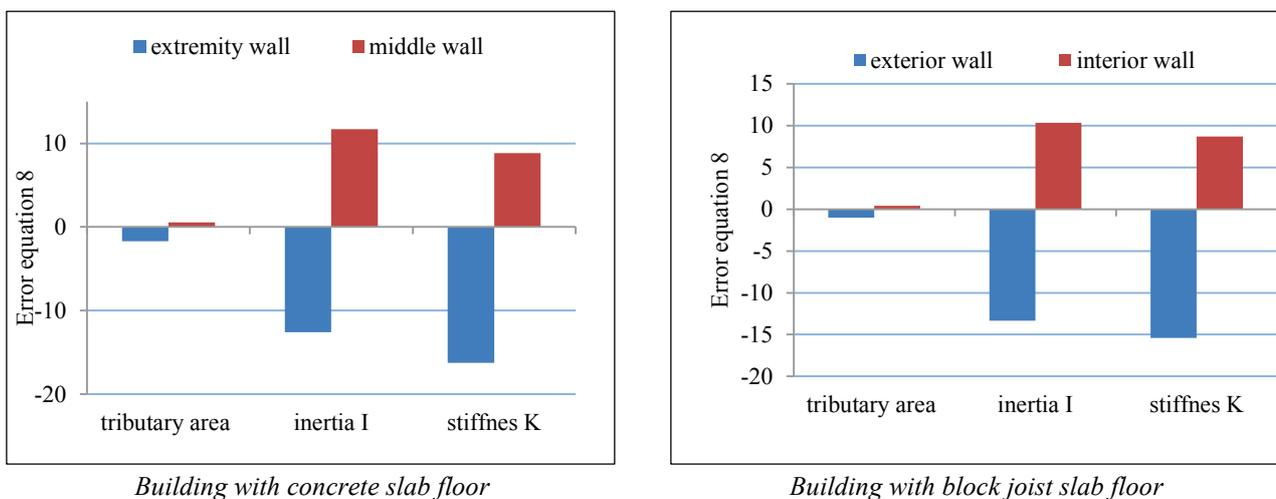 extremity wall middle wall
Error equation 8
10
0
-10
-20
tributary area inertia I stiffnes K
Building with concrete slab floor
exterior wall interior wall
Error equation 8
15
10
5
0
-5
-10
-15
-20
tributary area inertia I stiffnes K
Building with block joist slab floor